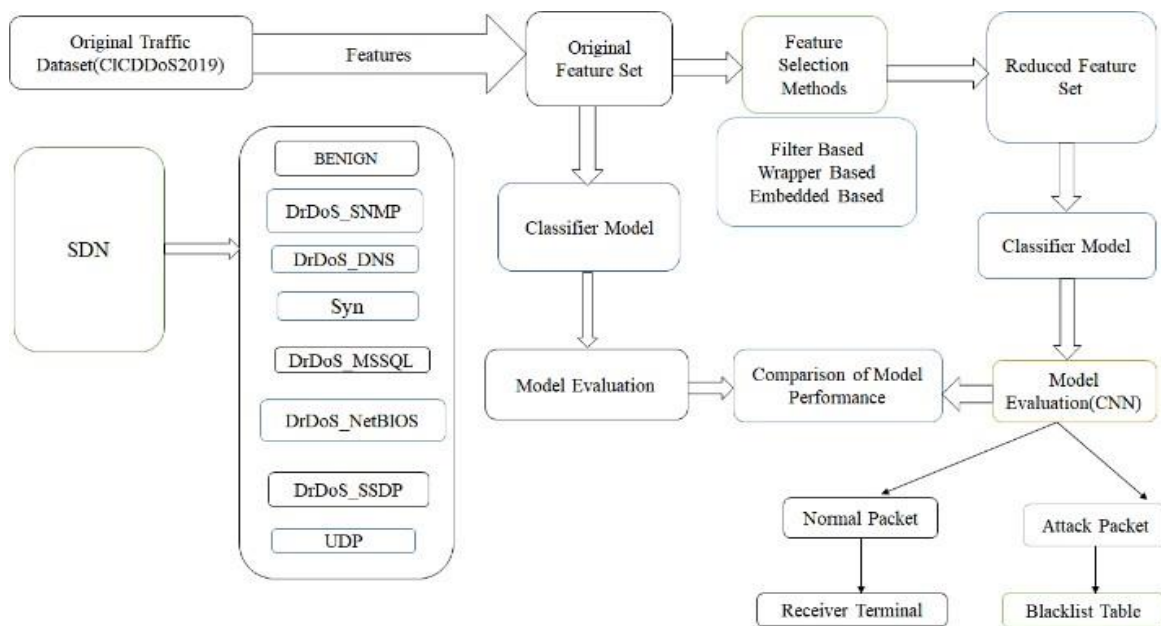 Original Traffic
Dataset(CICDDoS2019)
Features
Original
Feature Set
Feature
Selection
Methods
Reduced Feature
Set
Filter Based
Wrapper Based
Embedded Based
SDN
BENIGN
DrDoS_SNMP
DrDoS_DNS
Syn
DrDoS_MSSQL
DrDoS_NetBIOS
DrDoS_SSDP
UDP
Classifier Model
Classifier Model
Model Evaluation
Comparison of Model
Performance
Model
Evaluation(CNN)
Normal Packet
Attack Packet
Receiver Terminal
Blacklist Table